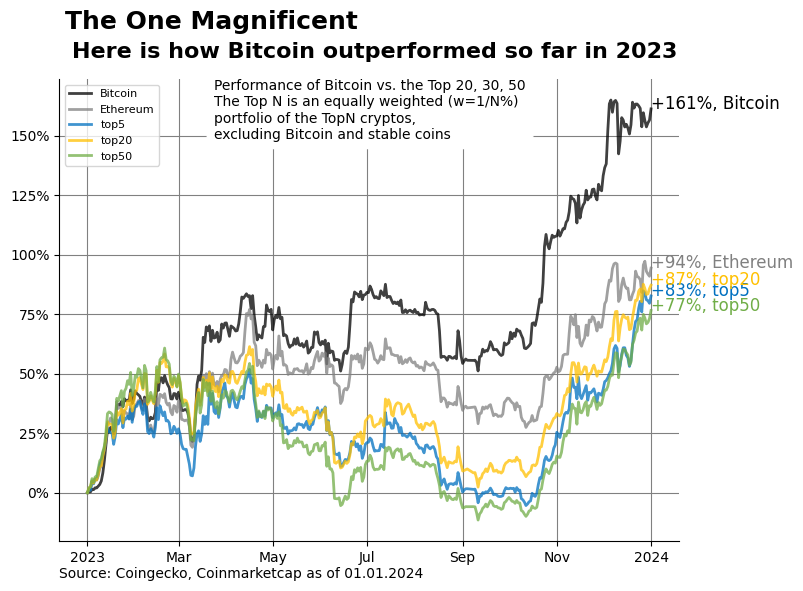 The One Magnificent
Here is how Bitcoin outperformed so far in 2023
Bitcoin
Ethereum
top5
top20
top50
Performance of Bitcoin vs. the Top 20, 30, 50
The Top N is an equally weighted (w=1/N%)
portfolio of the TopN cryptos,
excluding Bitcoin and stable coins
150%
125%
100%
75%
50%
25%
0%
+161%, Bitcoin
+94%, Ethereum
+87%, top20
+83%, top5
+77%, top50
2023 Mar May Jul Sep Nov 2024
Source: Coingecko, Coinmarketcap as of 01.01.2024